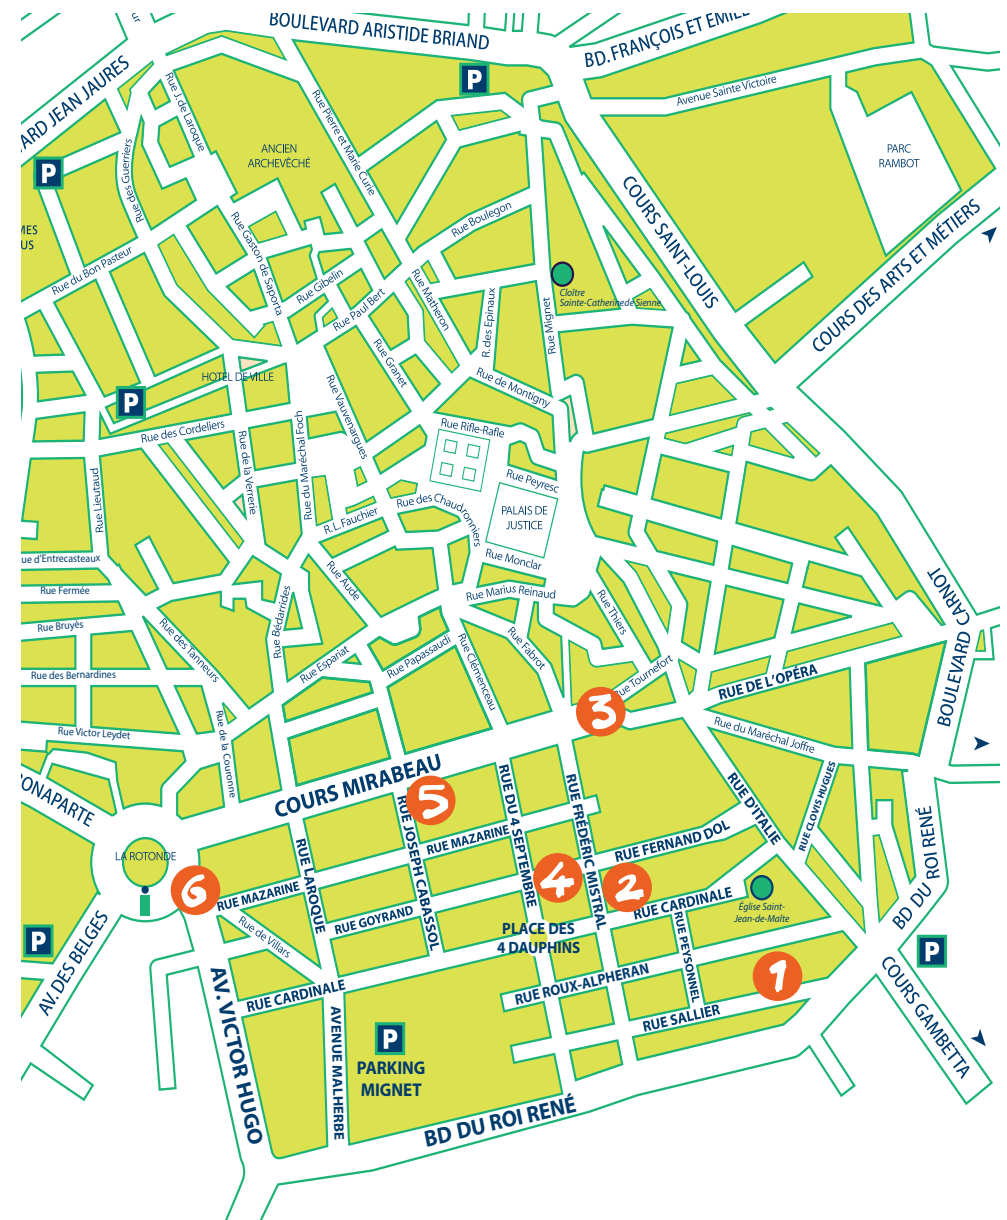 BOULEVARD ARISTIDE BRIAND
BD. FRANÇOIS ET EMILE
ARD JEAN JAURES
P
Rue J. de Laroque
Rue Pierre et Marie Curie
Avenue Sainte Victoire
ANCIEN
ARCHEVÊCHÉ
PARC
RAMBOT
P
Rue des Guerriers
MES
US
Rue du Bon Pasteur
Rue Gaston de Saporta
Rue Boulegon
COURS SAINT-LOUIS
COURS DES ARTS ET MÉTIERS
Rue Gibelin
Rue Paul Bert
Rue Matheron
R. des Epinaux
Rue Mignet
Cloître
Sainte-Catherinede Sienne
Rue Granet
HOTEL DE VILLE
Rue Vauvenargues
Rue de Montigny
P
Rue des Cordeliers
Rue Rifle-Rafle
Rue Lieutaud
Rue de la Verrerie
Rue du Maréchal Foch
R.L. Fauchier
Rue des Chaudronniers
Rue Peyresc
PALAIS DE
JUSTICE
Rue Monclar
ue d'Entrecasteaux
Rue Fermée
Rue Bruyès
Rue des Bernardines
Rue Victor Leydet
Rue des Tanneurs
Rue Bédarrides
Rue Aude
Rue Marius Reinaud
Rue Thiers
Rue Espariat
Rue Papassaudi
Rue Clémenceau
Rue Fabrot
Rue Tournefort
BOULEVARD CARNOT
RUE DE L'OPÉRA
Rue du Maréchal Joffre
3
Rue de la Couronne
BONAPARTE
COURS MIRABEAU
5
RUE JOSEPH CABASSOL
RUE DU 4 SEPTEMBRE
RUE FRÉDÉRIC MISTRAL
RUE D'ITALIE
RUE CLOVIS HUGUES
BD DU ROI RENÉ
LA ROTONDE
6
RUE MAZARINE
RUE LAROQUE
RUE MAZARINE
RUE FERNAND DOL
4
2
RUE GOYRAND
RUE CARDINALE
Église Saint-
Jean-de-Malte
Rue de Villars
PLACE DES
4 DAUPHINS
RUE PEYSONNEL
BD DU ROI RENÉ
P
P
AV. DES BELGES
AV. VICTOR HUGO
RUE CARDINALE
RUE ROUX-ALPHERAN
1
RUE SALLIER
COURS GAMBETTA
AVENUE MALHERBE
P
PARKING
MIGNET
BD DU ROI RENÉ